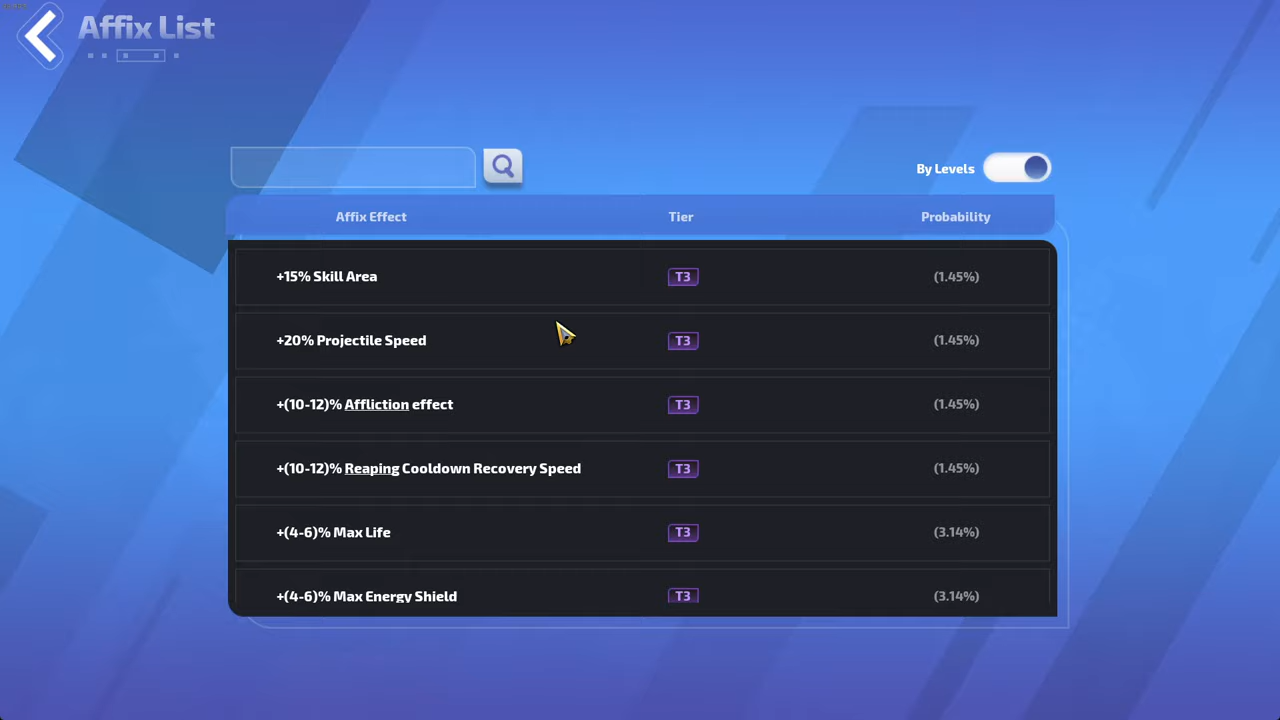 Affix List
By Levels
Affix Effect Tier Probability
+15% Skill Area T3 (1.45%)
+20% Projectile Speed T3 (1.45%)
+(10-12)% Affliction effect T3 (1.45%)
+(10-12)% Reaping Cooldown Recovery Speed T3 (1.45%)
+(4-6)% Max Life T3 (3.14%)
+(4-6)% Max Energy Shield T3 (3.14%)